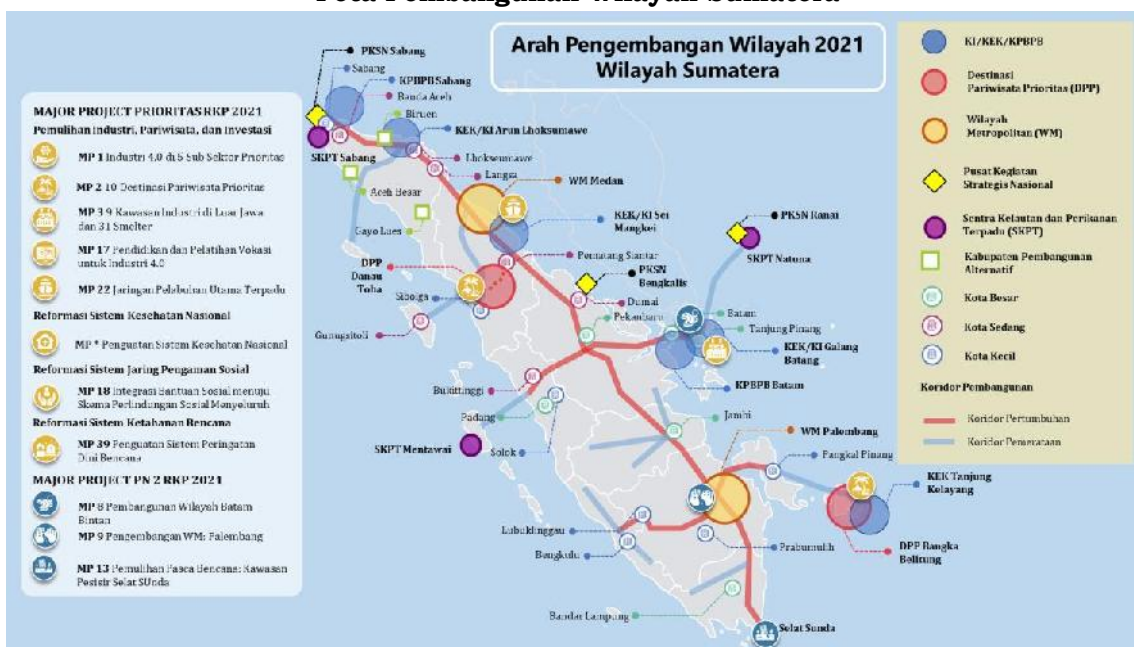 Peta Pembangunan Wilayah Sumatera
Arah Pengembangan Wilayah 2021
Wilayah Sumatera
MAJOR PROJECT PRIORITAS RKP 2021
Pemulihan Industri, Pariwisata, dan Investasi
MP 1 Industri 4.0 di 5 Sub Sektor Prioritas
MP 2 10 Destinasi Pariwisata Prioritas
MP 3 9 Kawasan Industri di Luar Jawa
dan 31 Smelter
MP 17 Pendidikan dan Pelatihan Vokasi
untuk Industri 4.0
MP 22 Jaringan Pelabuhan Utama Terpadu
Reformasi Sistem Kesehatan Nasional
MP * Penguatan Sistem Kesehatan Nasional
Reformasi Sistem Jaring Pengaman Sosial
MP 18 Integrasi Bantuan Sosial menuju
Skema Perlindungan Sosial Menyeluruh
Reformasi Sistem Ketahanan Bencana
MP 39 Penguatan Sistem Peringatan
Dini Bencana
MAJOR PROJECT PN 2 RKP 2021
MP 8 Pembangunan Wilayah Batam
Bintan
MP 9 Pengembangan WM: Palembang
MP 13 Pemulihan Pasca Bencana: Kawasan
Pesisir Selat SUnda
PKSN Sabang
Sabang
KPBPB Sabang
Banda Aceh
Biruen
KEK/KI Arun Lhoksumawe
SKPT Sabang
Lhokseumawe
Langsa
WM Medan
Aceh Besar
Gayo Lues
KEK/KI Sei
Mangkei
PKSN Ranai
SKPT Natuna
DPP
Danau
Toba
Pematang Siantar
PKSN
Bengkalis
Sibolga
Dumai
Pekanbaru
Gunugsitoli
Batam
Tanjung Pinang
KEK/KI Galang
Batang
KPBPB Batam
Bukittinggi
Padang
SKPT Mentawai
Solok
Jambi
WM Palembang
Pangkal Pinang
KEK Tanjung
Kelayang
DPP Bangka
Belitung
Lubuklinggau
Bengkulu
Prabumulih
Bandar Lampung
Selat Sunda
KI/KEK/KPBPB
Destinasi
Pariwisata Prioritas (DPP)
Wilayah
Metropolitan (WM)
Pusat Kegiatan
Strategis Nasional
Sentra Kelautan dan Perikanan
Terpadu (SKPT)
Kabupaten Pembangunan
Alternatif
Kota Besar
Kota Sedang
Kota Kecil
Koridor Pembangunan
Koridor Pertumbuhan
Koridor Pemerataan